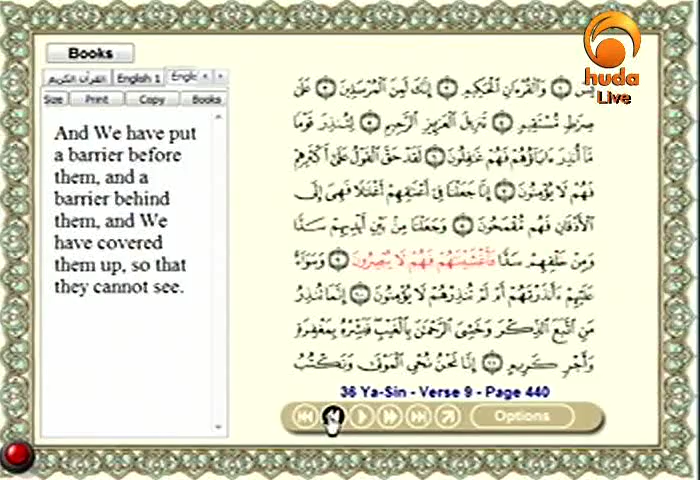 Books
huda
Live
القرآن الكريم
English 1
Engli
Size
Print
Copy
Books
And We have put
a barrier before
them, and a
barrier behind
them, and We
have covered
them up, so that
they cannot see.
يس ۝ وَالْقُرْءَانِ الْحَكِيمِ ۝ إِنَّكَ لَمِنَ الْمُرْسَلِينَ ۝ عَلَىٰ
صِرَاطٍ مُّسْتَقِيمٍ ۝ تَنزِيلَ الْعَزِيزِ الرَّحِيمِ ۝ لِتُنذِرَ قَوْمًا
مَّا أُنذِرَ ءَابَاؤُهُمْ فَهُمْ غَافِلُونَ ۝ لَقَدْ حَقَّ الْقَوْلُ عَلَىٰ أَكْثَرِهِمْ
فَهُمْ لَا يُؤْمِنُونَ ۝ إِنَّا جَعَلْنَا فِي أَعْنَاقِهِمْ أَغْلَالًا فَهِيَ إِلَى
الْأَذْقَانِ فَهُم مُّقْمَحُونَ ۝ وَجَعَلْنَا مِن بَيْنِ أَيْدِيهِمْ سَدًّا
وَمِنْ خَلْفِهِمْ سَدًّا فَأَغْشَيْنَاهُمْ فَهُمْ لَا يُبْصِرُونَ ۝ وَسَوَاءٌ
عَلَيْهِمْ ءَأَنذَرْتَهُمْ أَمْ لَمْ تُنذِرْهُمْ لَا يُؤْمِنُونَ ۝ إِنَّمَا تُنذِرُ
مَنِ اتَّبَعَ الذِّكْرَ وَخَشِيَ الرَّحْمَٰنَ بِالْغَيْبِ فَبَشِّرْهُ بِمَغْفِرَةٍ
وَأَجْرٍ كَرِيمٍ ۝ إِنَّا نَحْنُ نُحْيِ الْمَوْتَىٰ وَنَكْتُبُ
36 Ya-Sin - Verse 9 - Page 440
Options